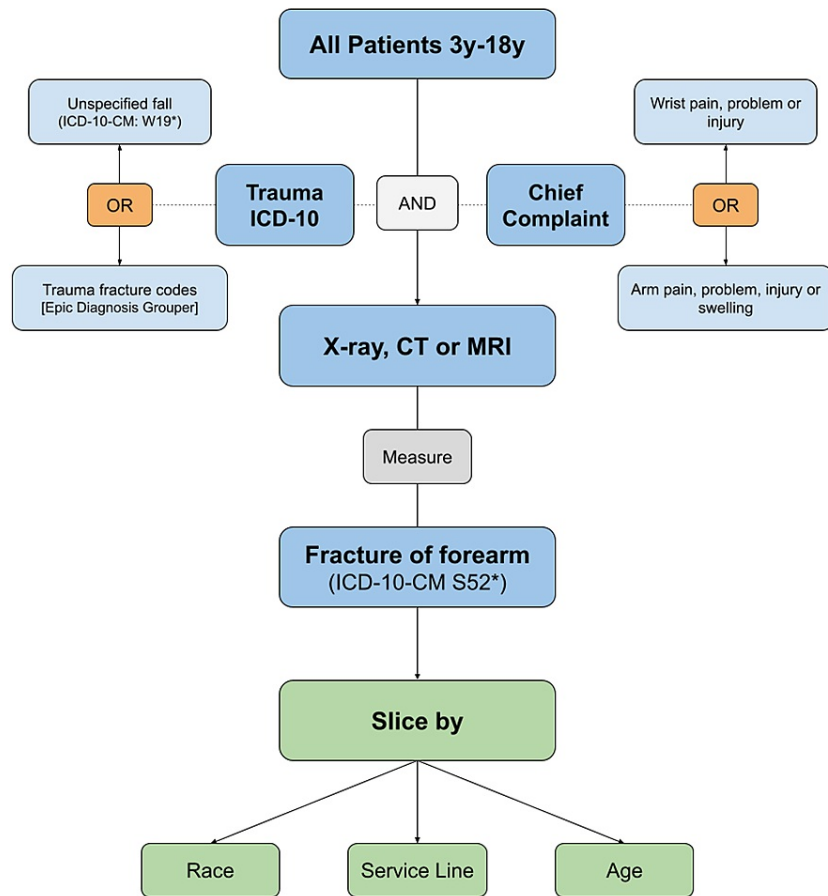 All Patients 3y-18y
Unspecified fall
(ICD-10-CM: W19*)
Wrist pain, problem or
injury
OR
Trauma
ICD-10
AND
Chief
Complaint
OR
Trauma fracture codes
[Epic Diagnosis Grouper]
Arm pain, problem, injury or
swelling
X-ray, CT or MRI
Measure
Fracture of forearm
(ICD-10-CM S52*)
Slice by
Race
Service Line
Age